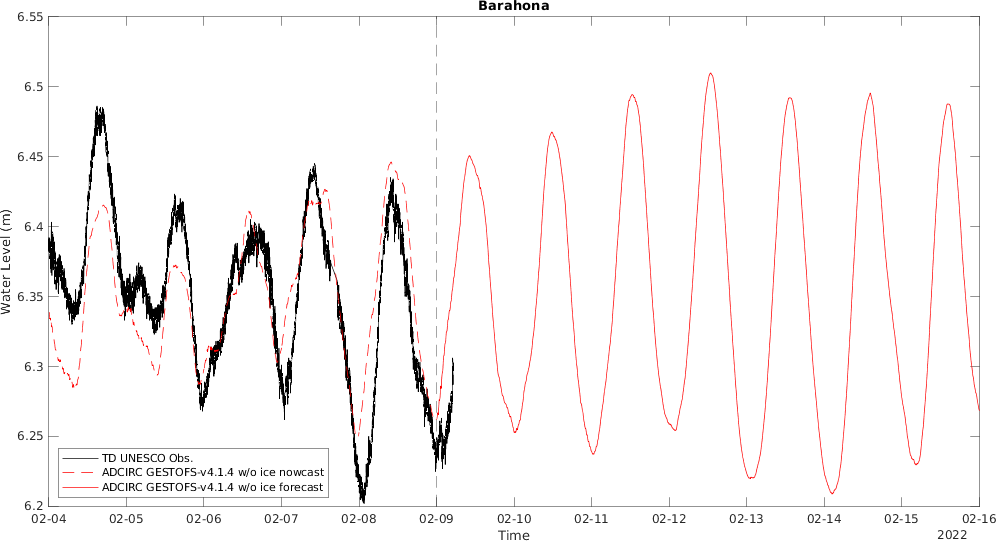 Barahona
Water Level (m)
6.55
6.5
6.45
6.4
6.35
6.3
6.25
6.2
TD UNESCO Obs.
ADCIRC GESTOFS-v4.1.4 w/o ice nowcast
ADCIRC GESTOFS-v4.1.4 w/o ice forecast
02-04 02-05 02-06 02-07 02-08 02-09 02-10 02-11 02-12 02-13 02-14 02-15 02-16
Time
2022